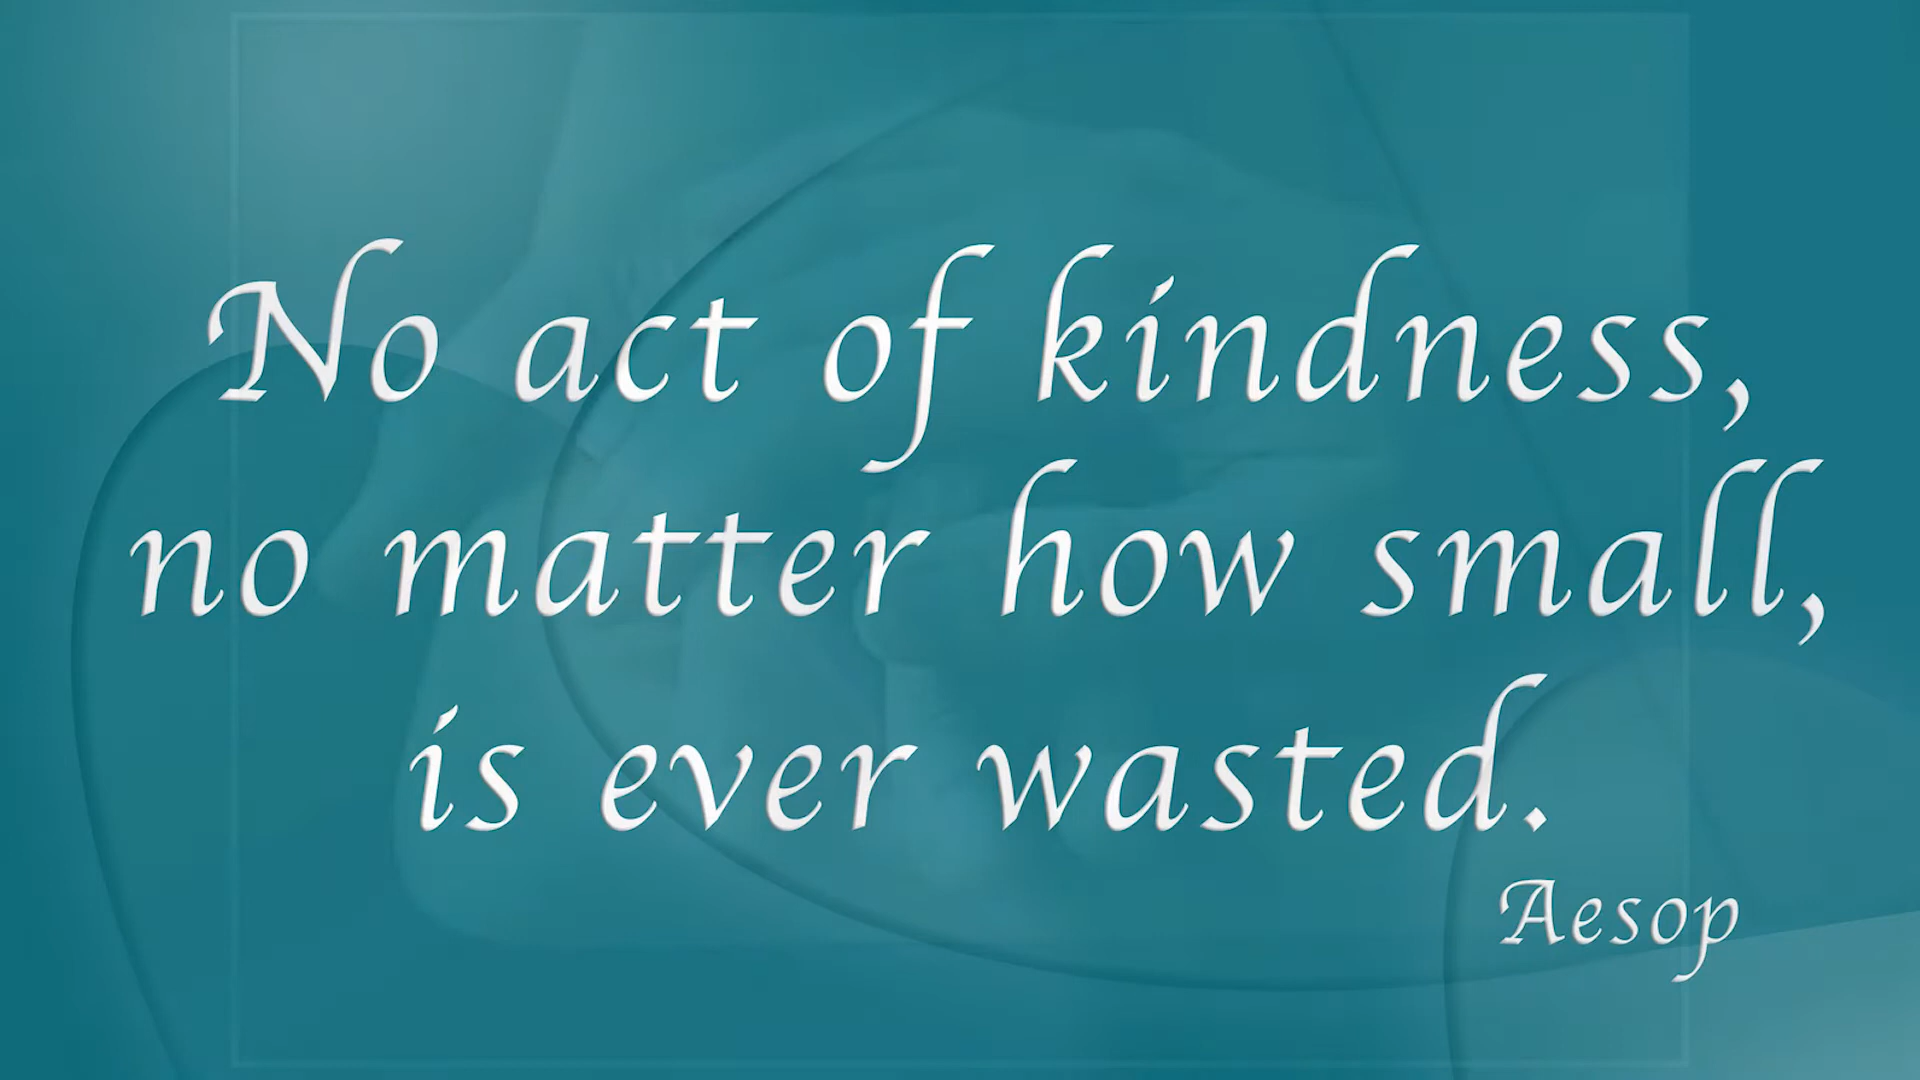 No act of kindness,
no matter how small,
is ever wasted.
Aesop